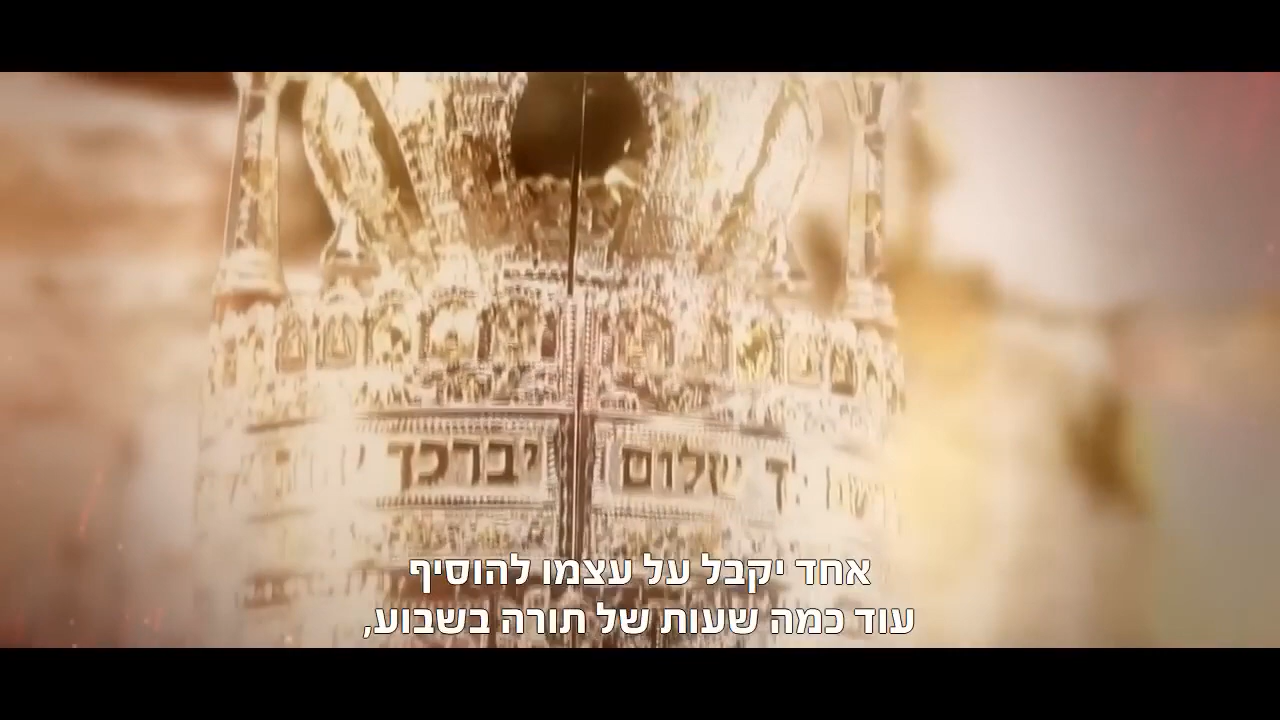 יברכך
שלום
אחד יקבל על עצמו להוסיף
עוד כמה שעות של תורה בשבוע,